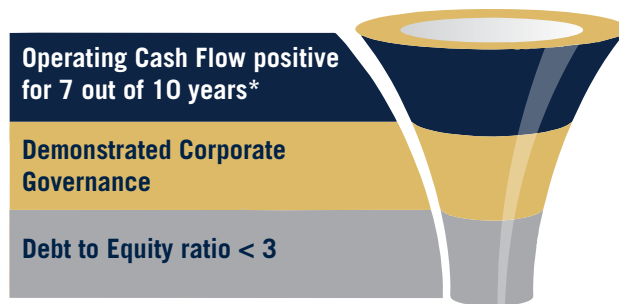 Operating Cash Flow positive
for 7 out of 10 years*
Demonstrated Corporate
Governance
Debt to Equity ratio < 3